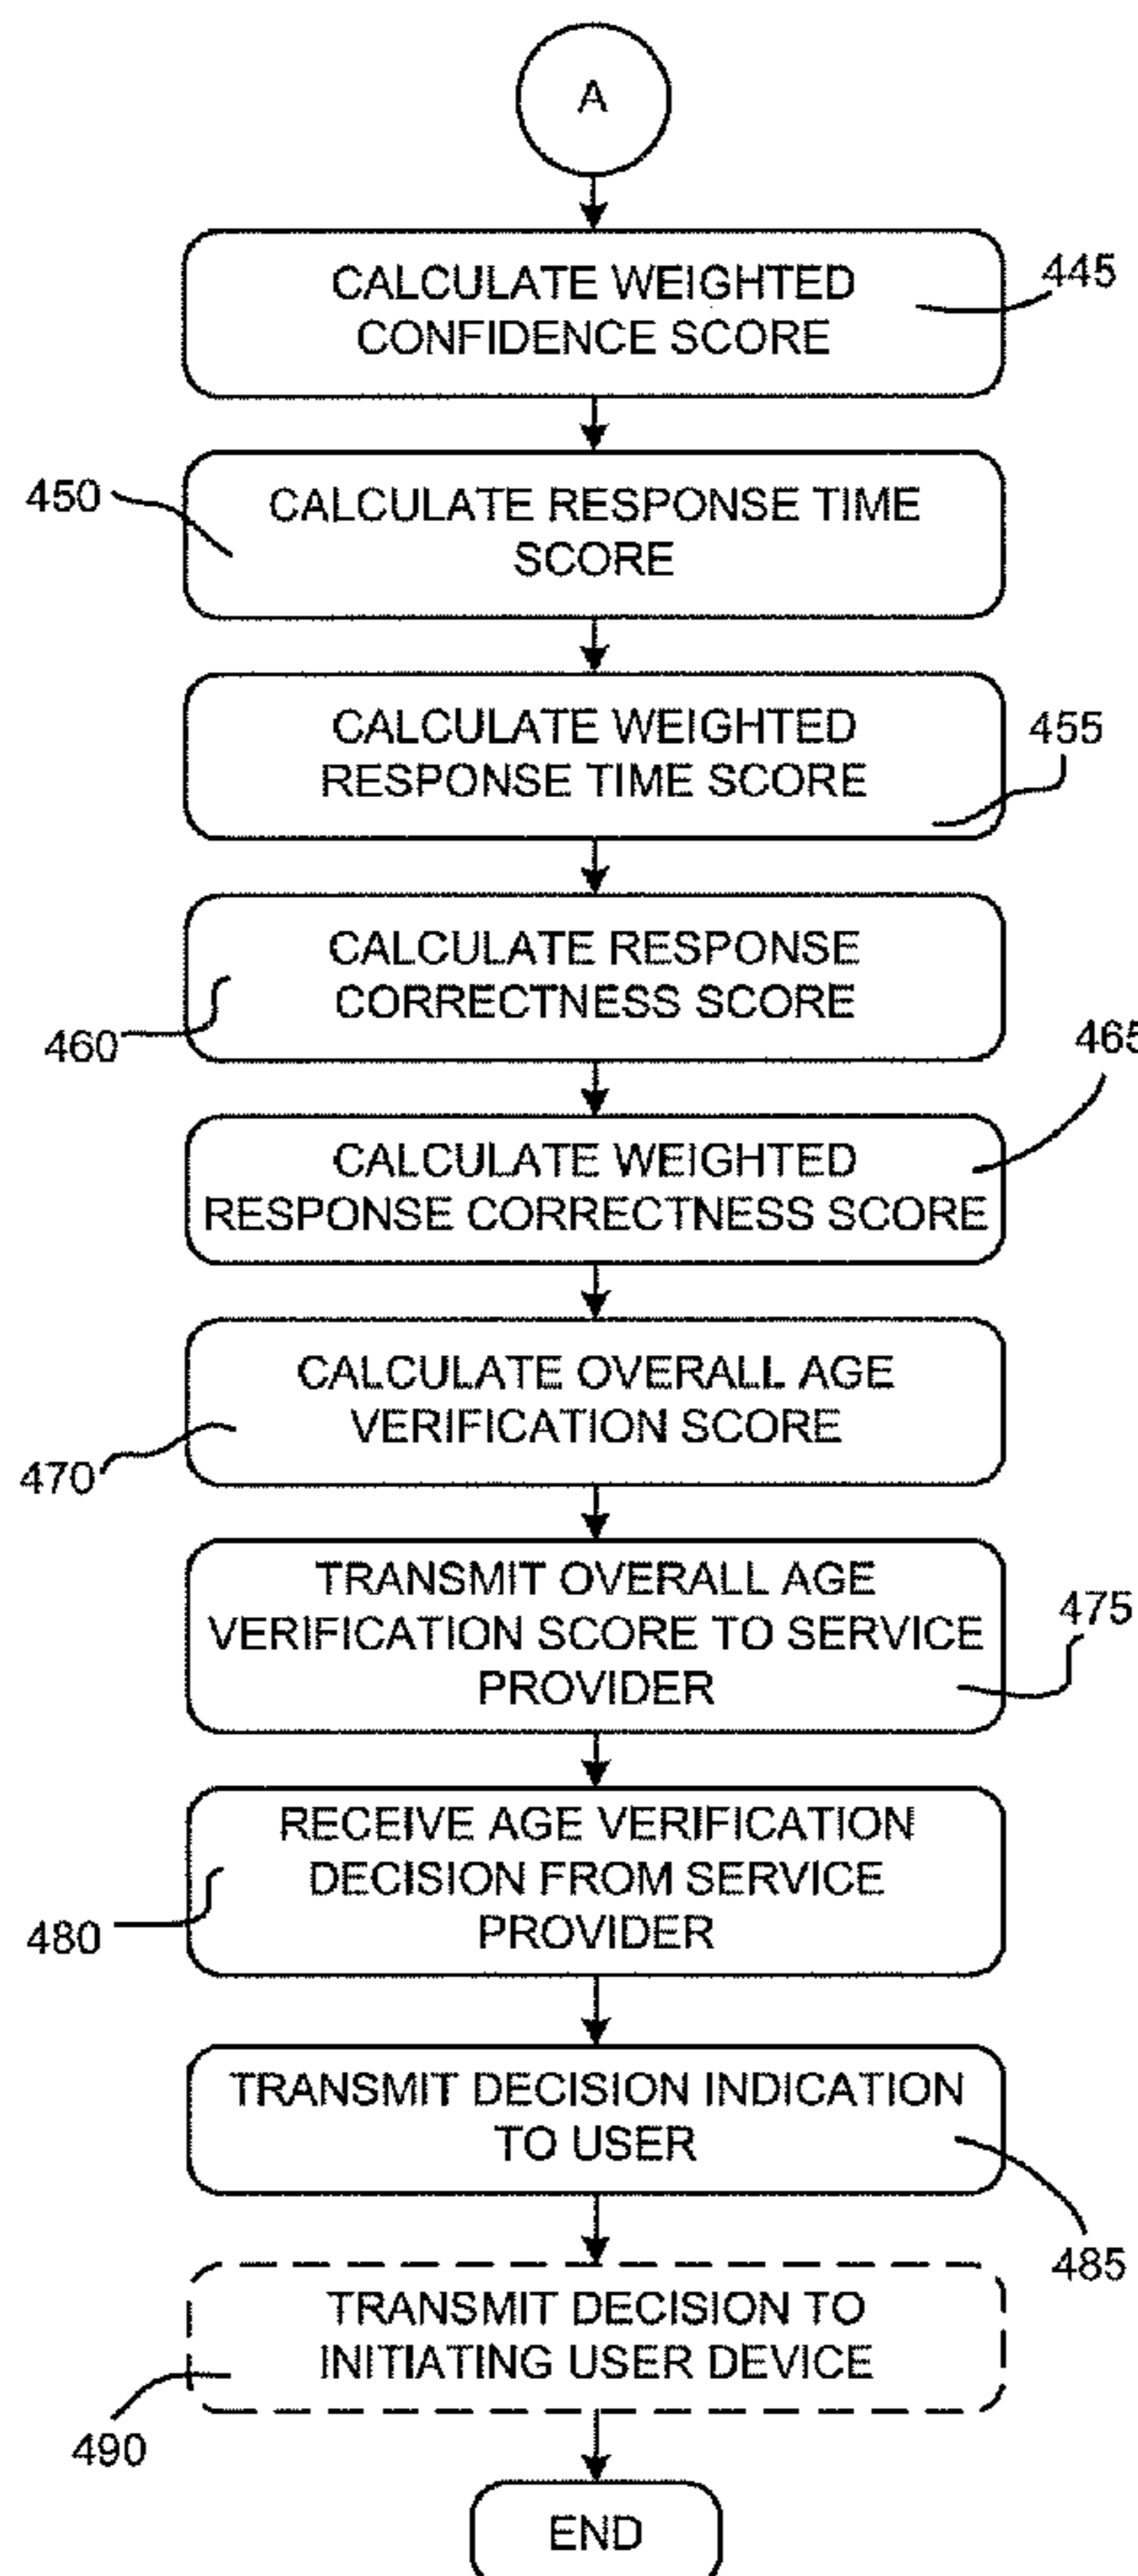 A
CALCULATE WEIGHTED
CONFIDENCE SCORE
445
450
CALCULATE RESPONSE TIME
SCORE
CALCULATE WEIGHTED
RESPONSE TIME SCORE
455
CALCULATE RESPONSE
CORRECTNESS SCORE
460
465
CALCULATE WEIGHTED
RESPONSE CORRECTNESS SCORE
CALCULATE OVERALL AGE
VERIFICATION SCORE
470
TRANSMIT OVERALL AGE
VERIFICATION SCORE TO SERVICE
PROVIDER
475
RECEIVE AGE VERIFICATION
DECISION FROM SERVICE
PROVIDER
480
TRANSMIT DECISION INDICATION
TO USER
485
TRANSMIT DECISION TO
INITIATING USER DEVICE
490
END